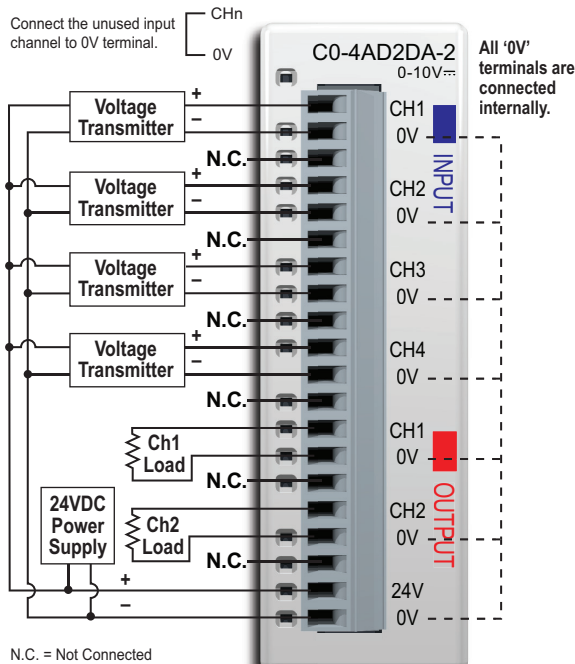 Connect the unused input
channel to 0V terminal.
CHn
0V
C0-4AD2DA-2
0-10V⎓
All ‘0V’
terminals are
connected
internally.
Voltage
Transmitter
+
–
CH1
0V
N.C.
INPUT
Voltage
Transmitter
+
–
CH2
0V
N.C.
Voltage
Transmitter
+
–
CH3
0V
N.C.
Voltage
Transmitter
+
–
CH4
0V
N.C.
Ch1
Load
CH1
0V
N.C.
OUTPUT
24VDC
Power
Supply
Ch2
Load
CH2
0V
N.C.
+
–
24V
0V
N.C. = Not Connected